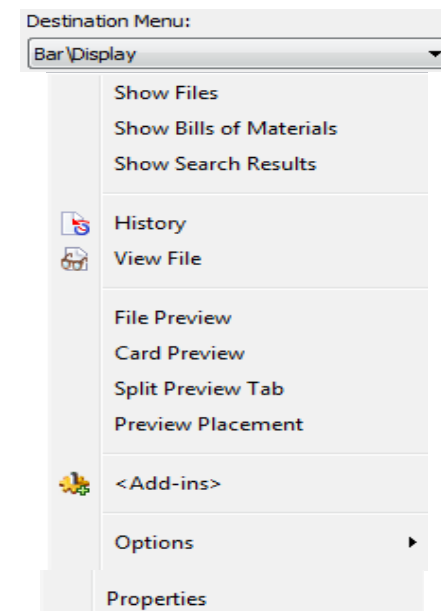 Destination Menu:
Bar\Display
Show Files
Show Bills of Materials
Show Search Results
History
View File
File Preview
Card Preview
Split Preview Tab
Preview Placement
<Add-ins>
Options
Properties